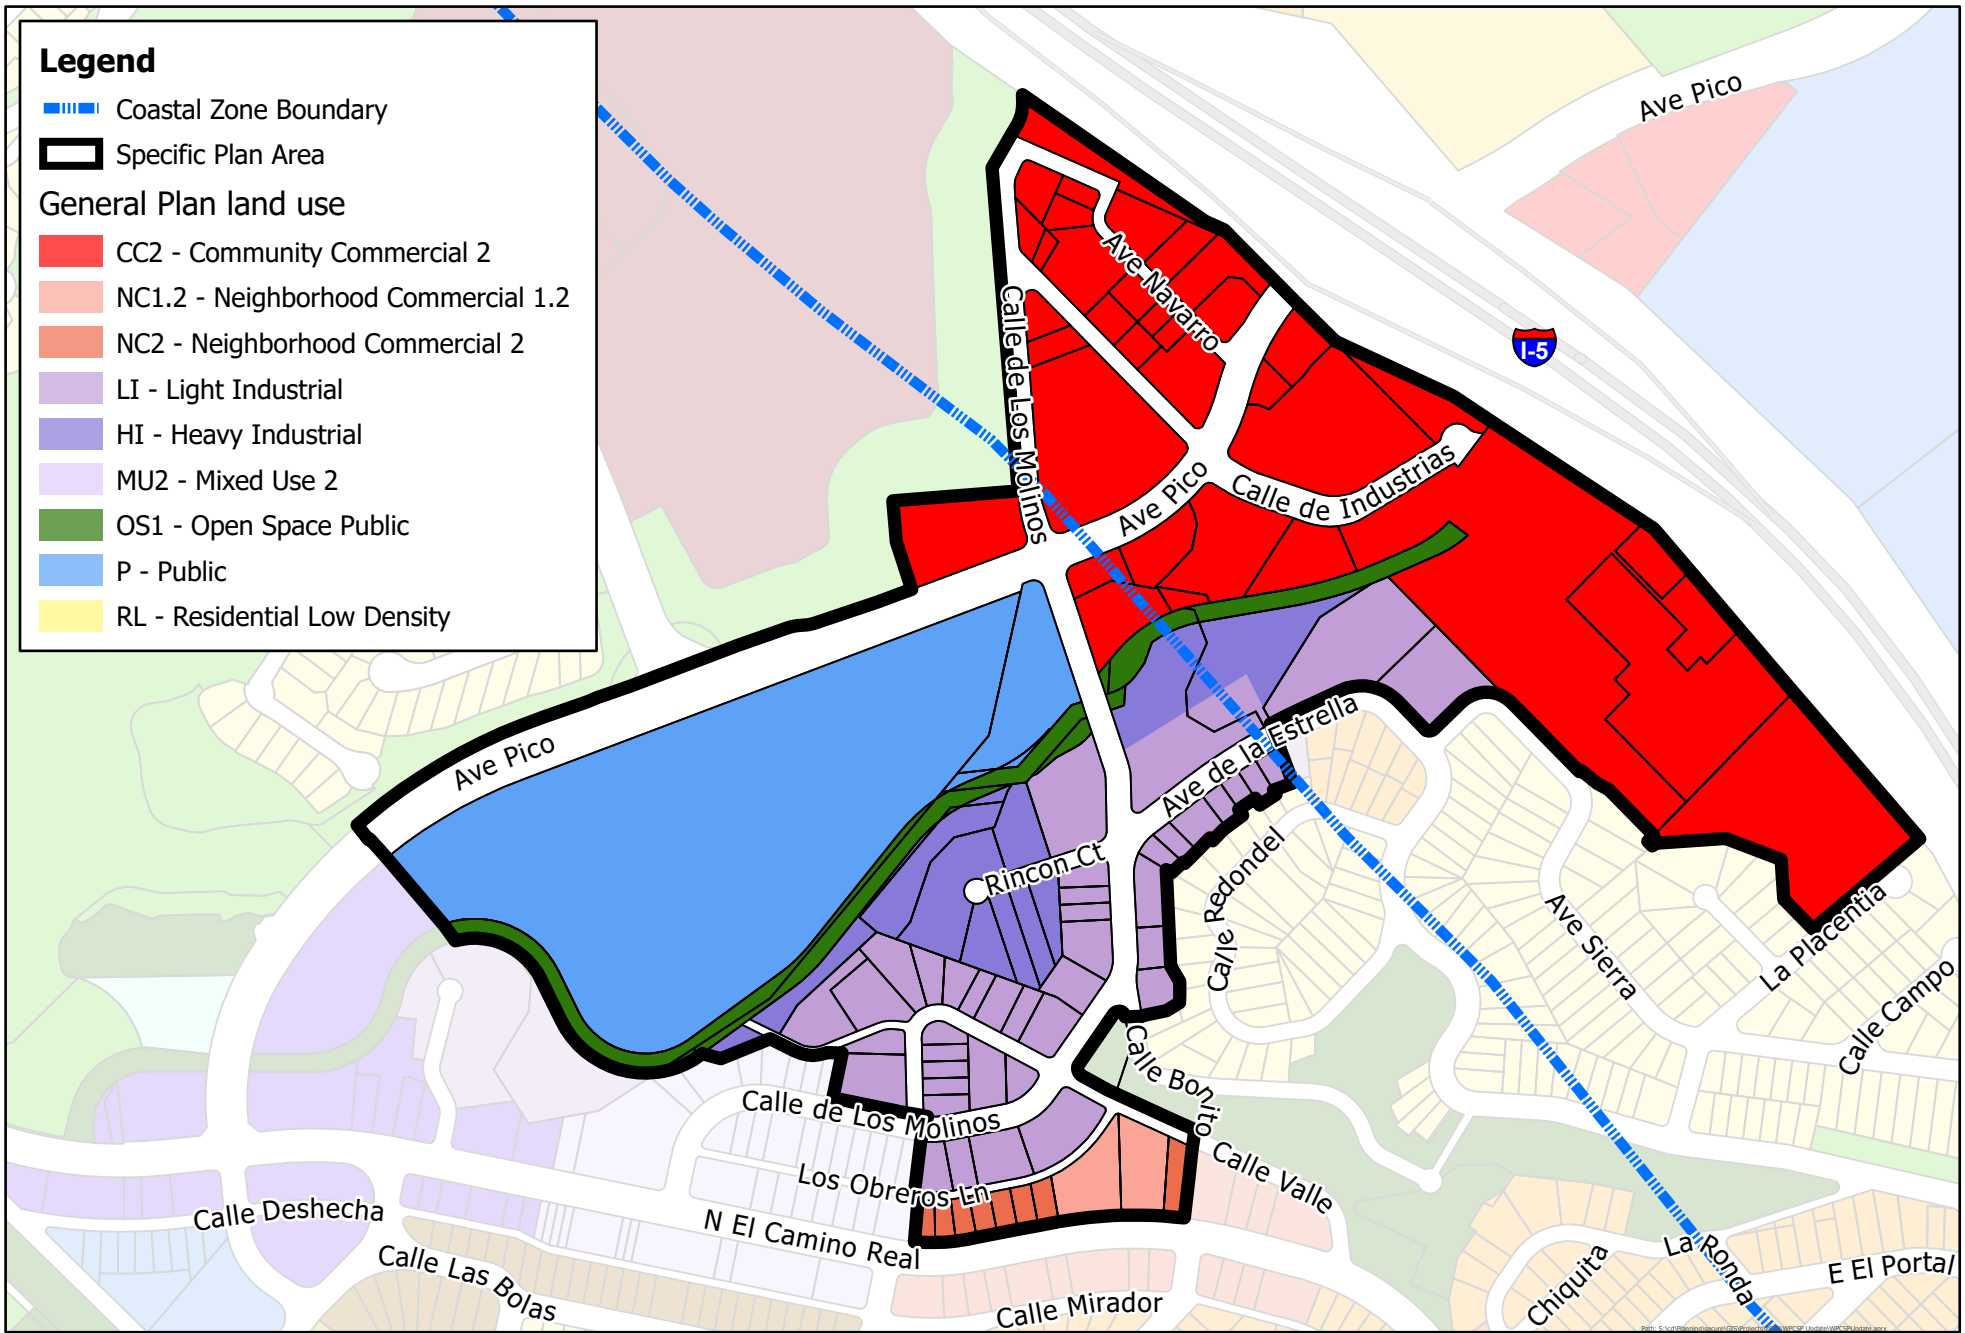 Legend
Coastal Zone Boundary
Specific Plan Area
General Plan land use
CC2 - Community Commercial 2
NC1.2 - Neighborhood Commercial 1.2
NC2 - Neighborhood Commercial 2
LI - Light Industrial
HI - Heavy Industrial
MU2 - Mixed Use 2
OS1 - Open Space Public
P - Public
RL - Residential Low Density
Ave Pico
Ave Navarro
Calle de Los Molinos
I-5
Calle de Industrias
Ave Pico
Ave Pico
Ave de la Estrella
Rincon Ct
Calle Redondel
Ave Sierra
La Placentia
Calle Campo
Calle Bonito
Calle de Los Molinos
Calle Valle
Los Obreros Ln
Calle Deshecha
N El Camino Real
Calle Las Bolas
Calle Mirador
Chiquita
La Ronda
E El Portal